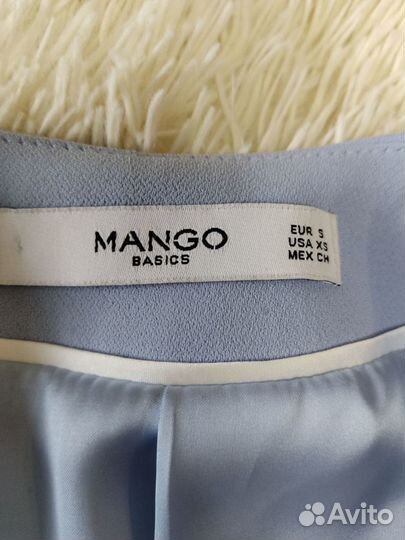 MANGO
BASICS
EUR S
USA XS
MEX CH
Avito